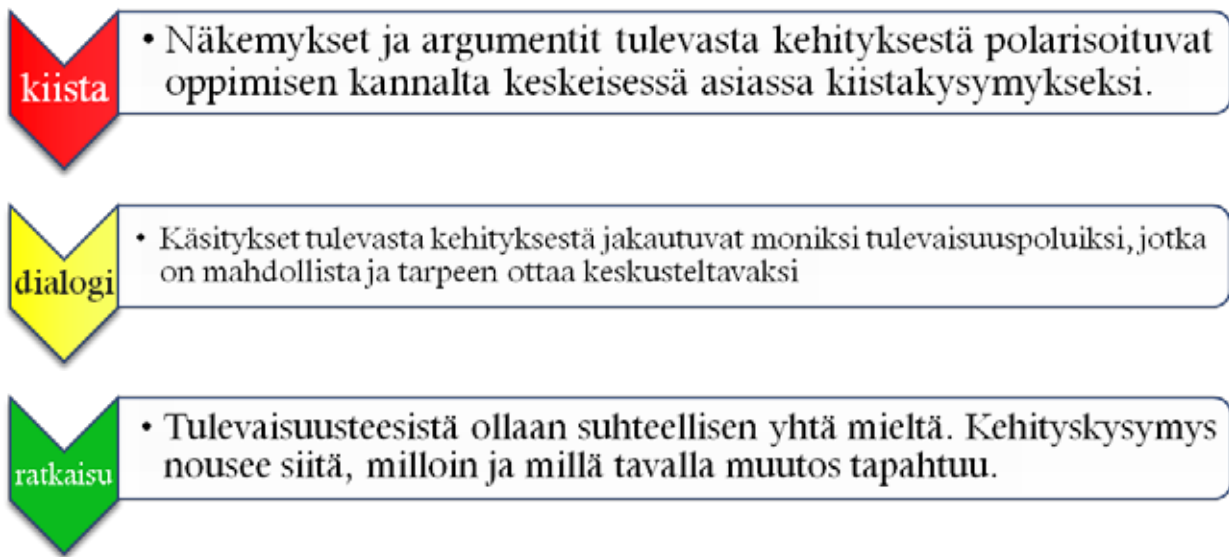 kiista
• Näkemykset ja argumentit tulevasta kehityksestä polarisoituvat
oppimisen kannalta keskeisessä asiassa kiistakysymykseksi.
dialogi
• Käsitykset tulevasta kehityksestä jakautuvat moniksi tulevaisuuspoluiksi, jotka
on mahdollista ja tarpeen ottaa keskusteltavaksi
ratkaisu
• Tulevaisuusteesistä ollaan suhteellisen yhtä mieltä. Kehityskysymys
nousee siitä, milloin ja millä tavalla muutos tapahtuu.